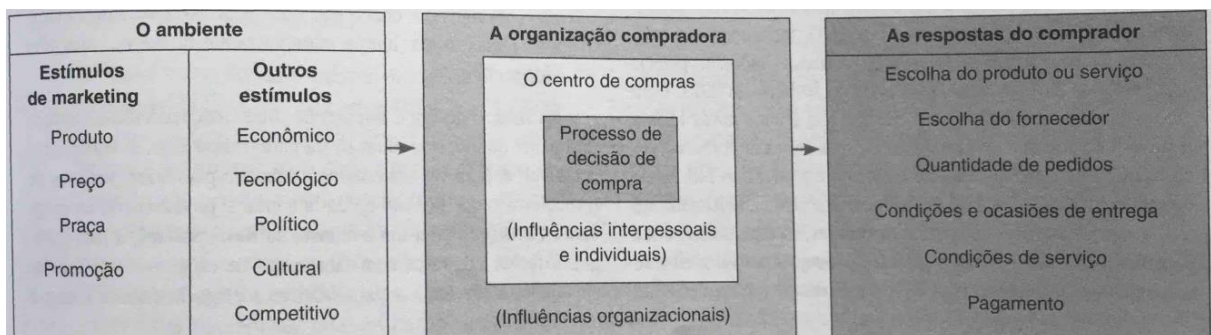 O ambiente
Estímulos
de marketing
Produto
Preço
Praça
Promoção
Outros
estímulos
Econômico
Tecnológico
Político
Cultural
Competitivo
A organização compradora
O centro de compras
Processo de
decisão de
compra
(Influências interpessoais
e individuais)
(Influências organizacionais)
As respostas do comprador
Escolha do produto ou serviço
Escolha do fornecedor
Quantidade de pedidos
Condições e ocasiões de entrega
Condições de serviço
Pagamento